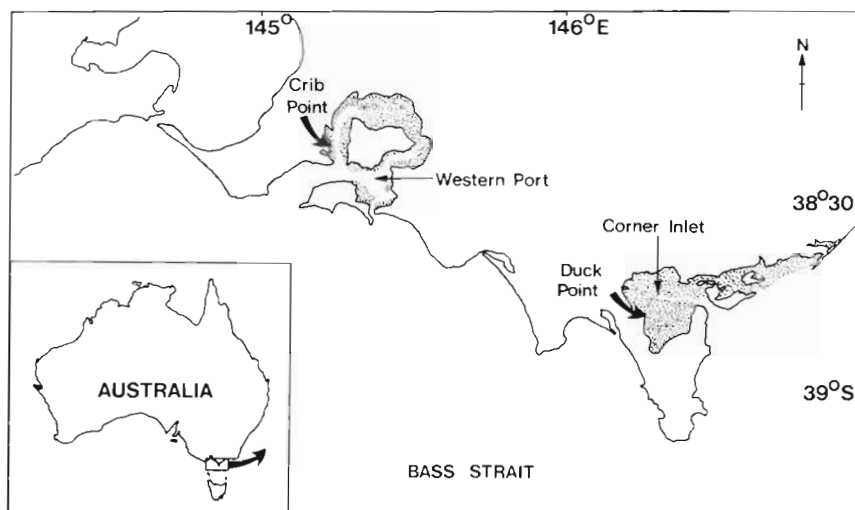 145°
146°E
N
Crib
Point
Western Port
38°30
Corner Inlet
Duck
Point
39°S
AUSTRALIA
BASS STRAIT